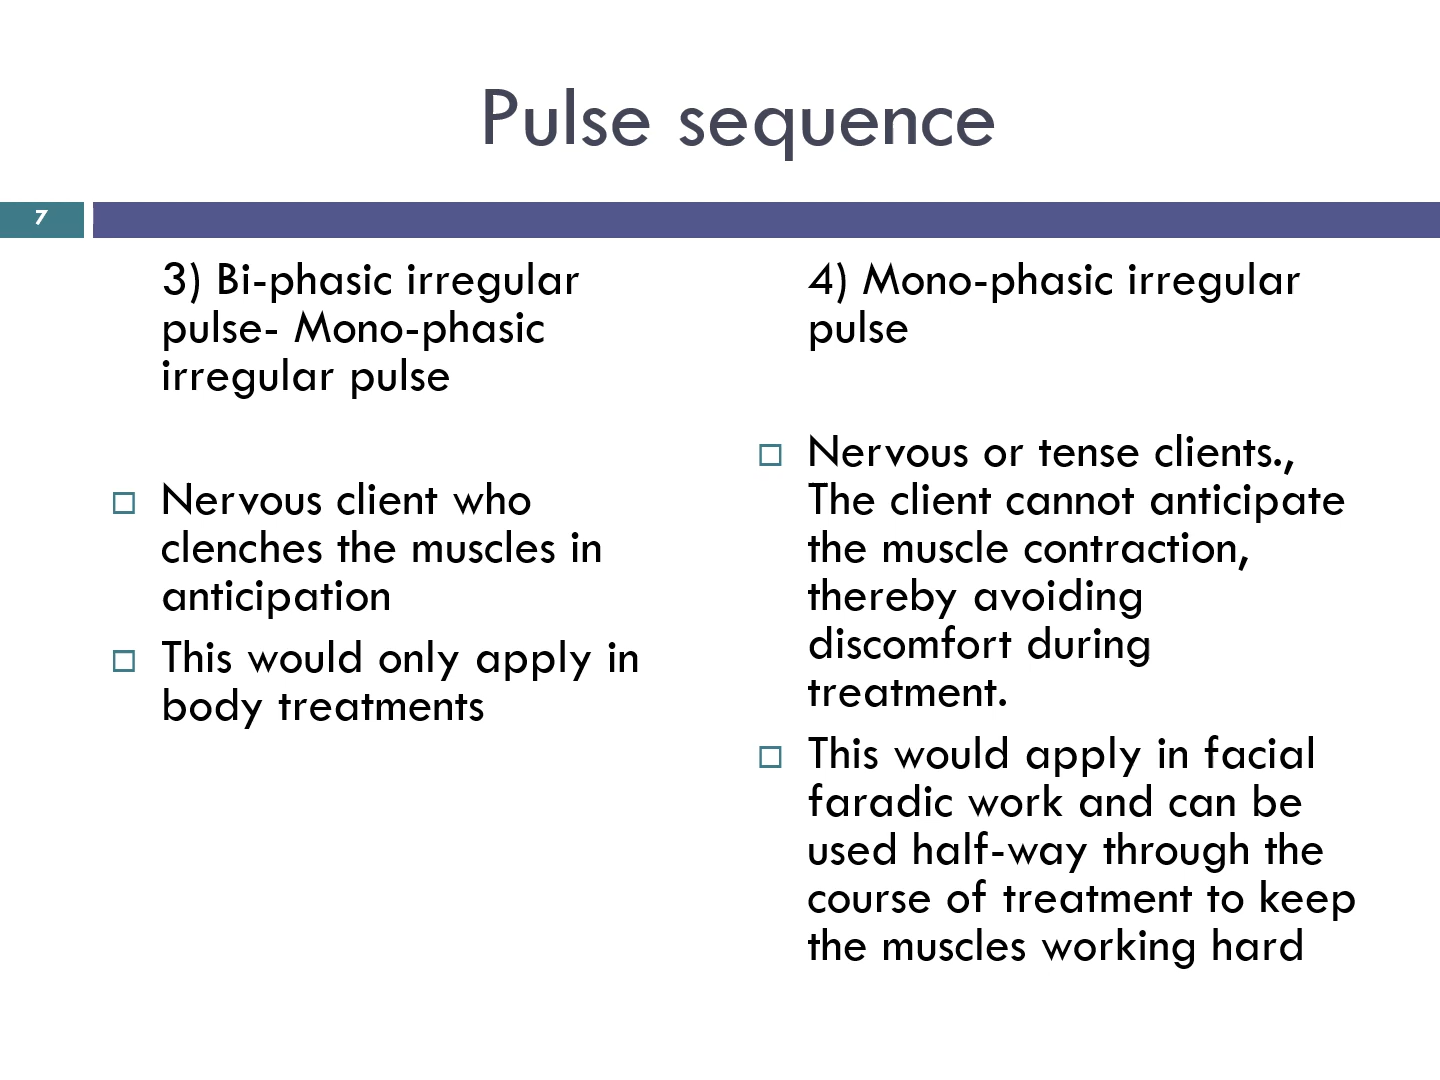 Pulse sequence
7
3) Bi-phasic irregular
pulse- Mono-phasic
irregular pulse
Nervous client who
clenches the muscles in
anticipation
This would only apply in
body treatments
4) Mono-phasic irregular
pulse
Nervous or tense clients.,
The client cannot anticipate
the muscle contraction,
thereby avoiding
discomfort during
treatment.
This would apply in facial
faradic work and can be
used half-way through the
course of treatment to keep
the muscles working hard